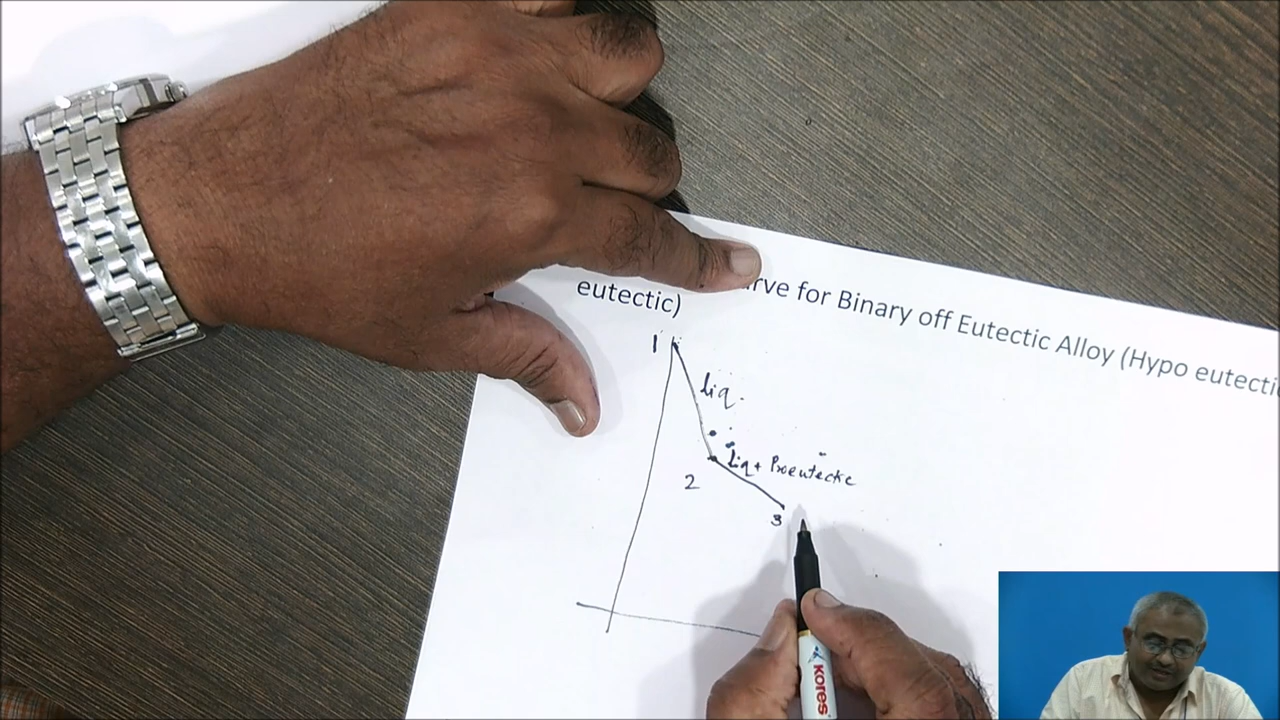 rve for Binary off Eutectic Alloy (Hypo eutecti
eutectic)
1
liq.
liq + Proeutectic
2
3
KORES